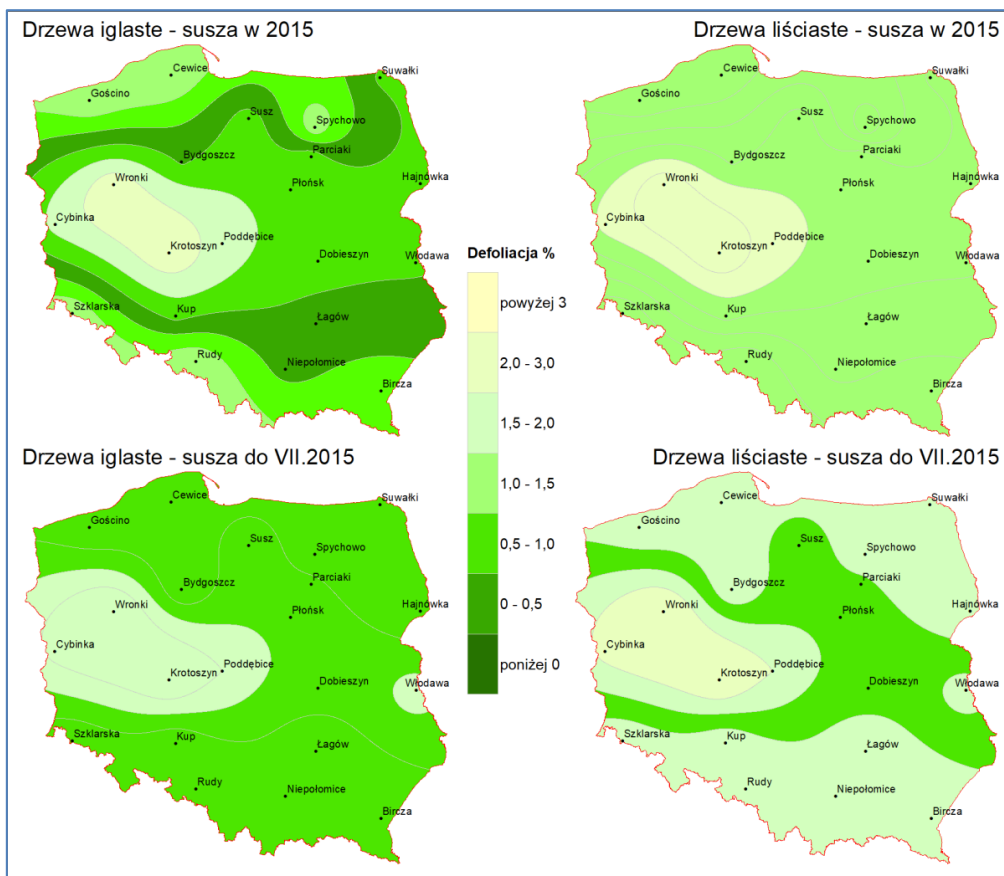 Drzewa iglaste - susza w 2015
Cewice
Gościno
Suwałki
Susz
Spychowo
Bydgoszcz
Parciaki
Wronki
Płońsk
Hajnówka
Cybinka
Krotoszyn
Poddębice
Dobieszyn
Włodawa
Szklarska
Kup
Łagów
Rudy
Niepołomice
Bircza
Drzewa liściaste - susza w 2015
Cewice
Gościno
Suwałki
Susz
Spychowo
Bydgoszcz
Parciaki
Wronki
Płońsk
Hajnówka
Cybinka
Krotoszyn
Poddębice
Dobieszyn
Włodawa
Szklarska
Kup
Łagów
Rudy
Niepołomice
Bircza
Defoliacja %
powyżej 3
2,0 - 3,0
1,5 - 2,0
1,0 - 1,5
0,5 - 1,0
0 - 0,5
poniżej 0
Drzewa iglaste - susza do VII.2015
Cewice
Gościno
Suwałki
Susz
Spychowo
Bydgoszcz
Parciaki
Wronki
Płońsk
Hajnówka
Cybinka
Krotoszyn
Poddębice
Dobieszyn
Włodawa
Szklarska
Kup
Łagów
Rudy
Niepołomice
Bircza
Drzewa liściaste - susza do VII.2015
Cewice
Gościno
Suwałki
Susz
Spychowo
Bydgoszcz
Parciaki
Wronki
Płońsk
Hajnówka
Cybinka
Krotoszyn
Poddębice
Dobieszyn
Włodawa
Szklarska
Kup
Łagów
Rudy
Niepołomice
Bircza